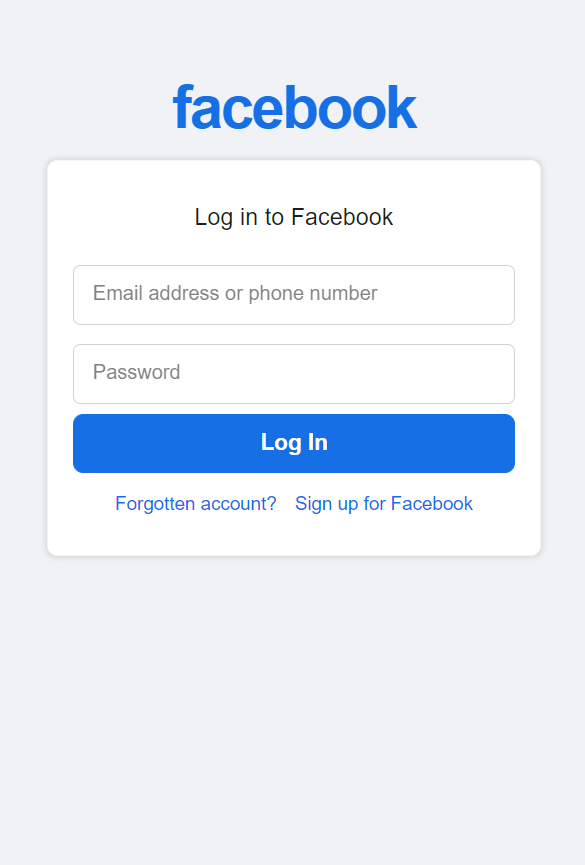 facebook
Log in to Facebook
Email address or phone number
Password
Log In
Forgotten account? Sign up for Facebook